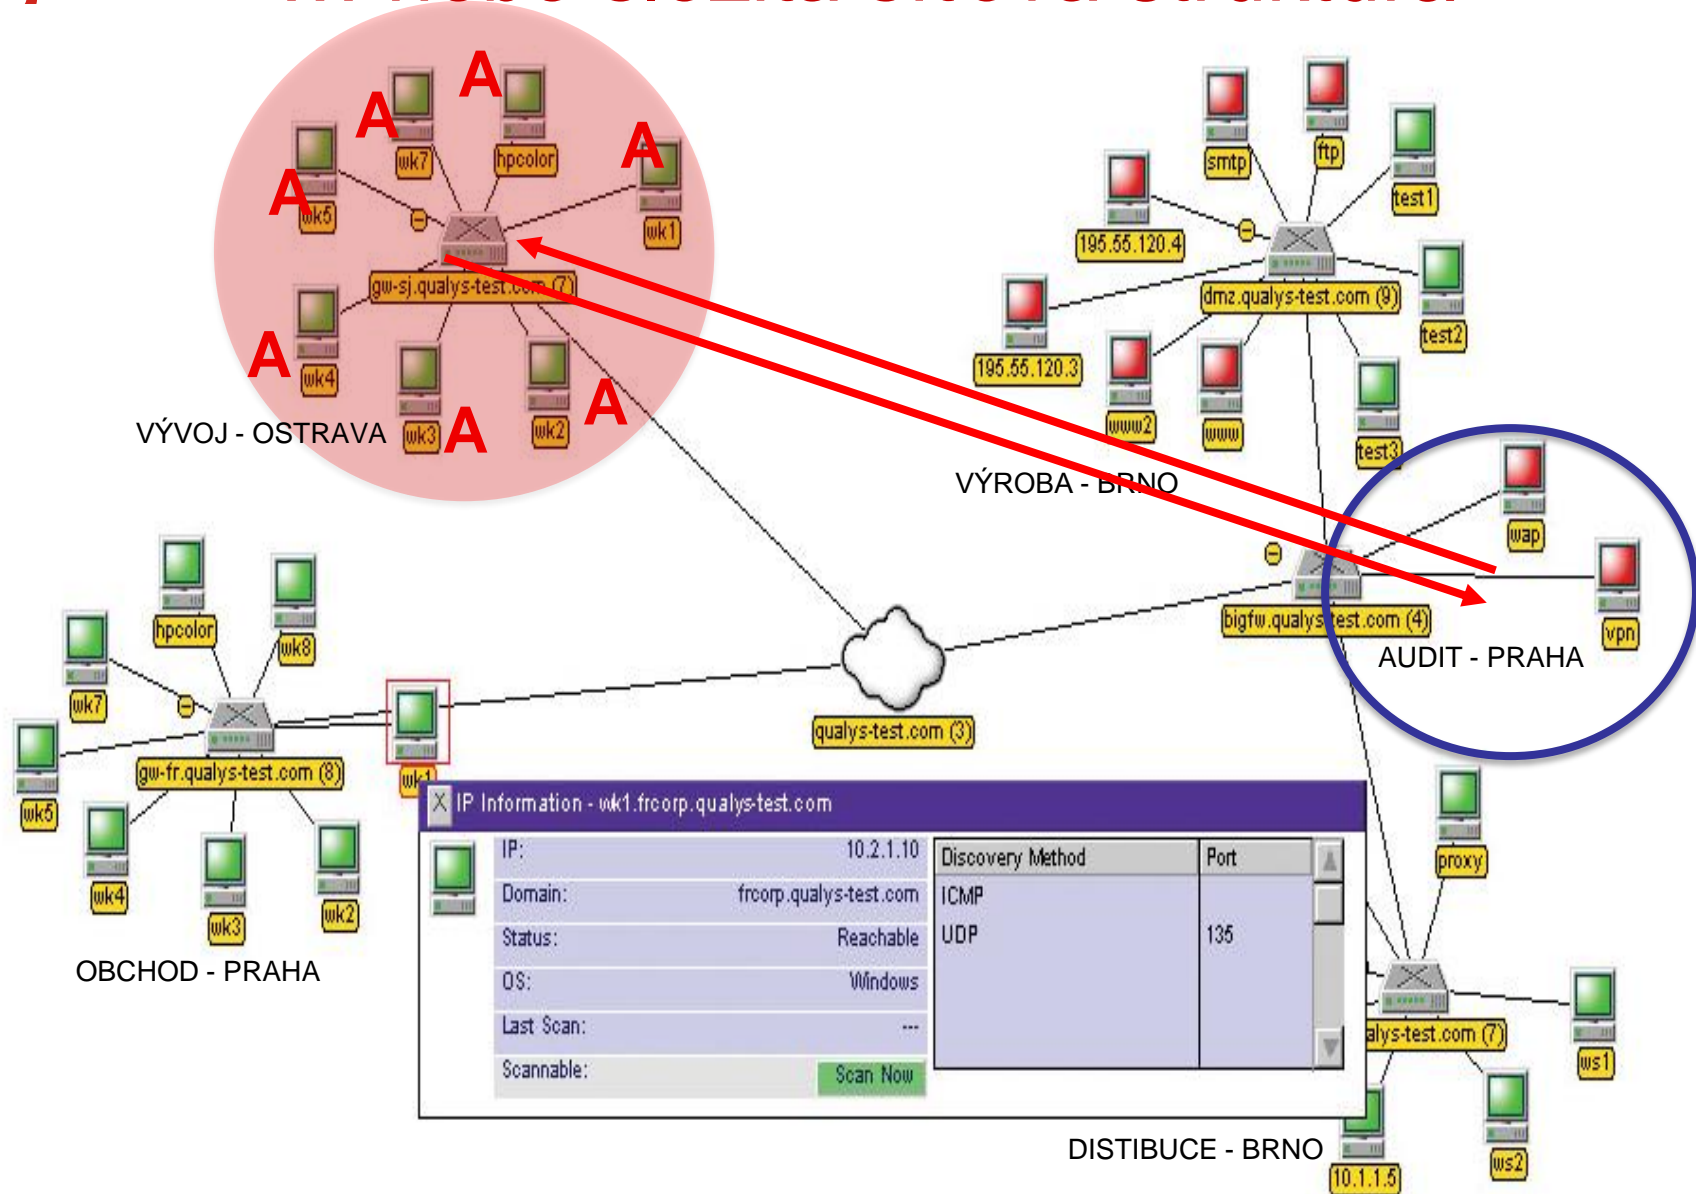 A
A
A
A
A
A
A
wk7
hpcolor
wk5
wk1
gw-sj.qualys-test.com (7)
wk4
wk3
wk2
VÝVOJ - OSTRAVA
smtp
ftp
test1
195.55.120.4
dmz.qualys-test.com (9)
test2
195.55.120.3
www2
www
test3
VÝROBA - BRNO
wap
vpn
bigfw.qualys-test.com (4)
AUDIT - PRAHA
hpcolor
wk8
wk7
wk5
gw-fr.qualys-test.com (8)
wk1
wk4
wk3
wk2
OBCHOD - PRAHA
qualys-test.com (3)
IP Information - wk1.frcorp.qualys-test.com
IP: 10.2.1.10
Domain: frcorp.qualys-test.com
Status: Reachable
OS: Windows
Last Scan: ---
Scannable: Scan Now
Discovery Method Port
ICMP
UDP 135
proxy
alys-test.com (7)
ws1
ws2
10.1.1.5
DISTIBUCE - BRNO